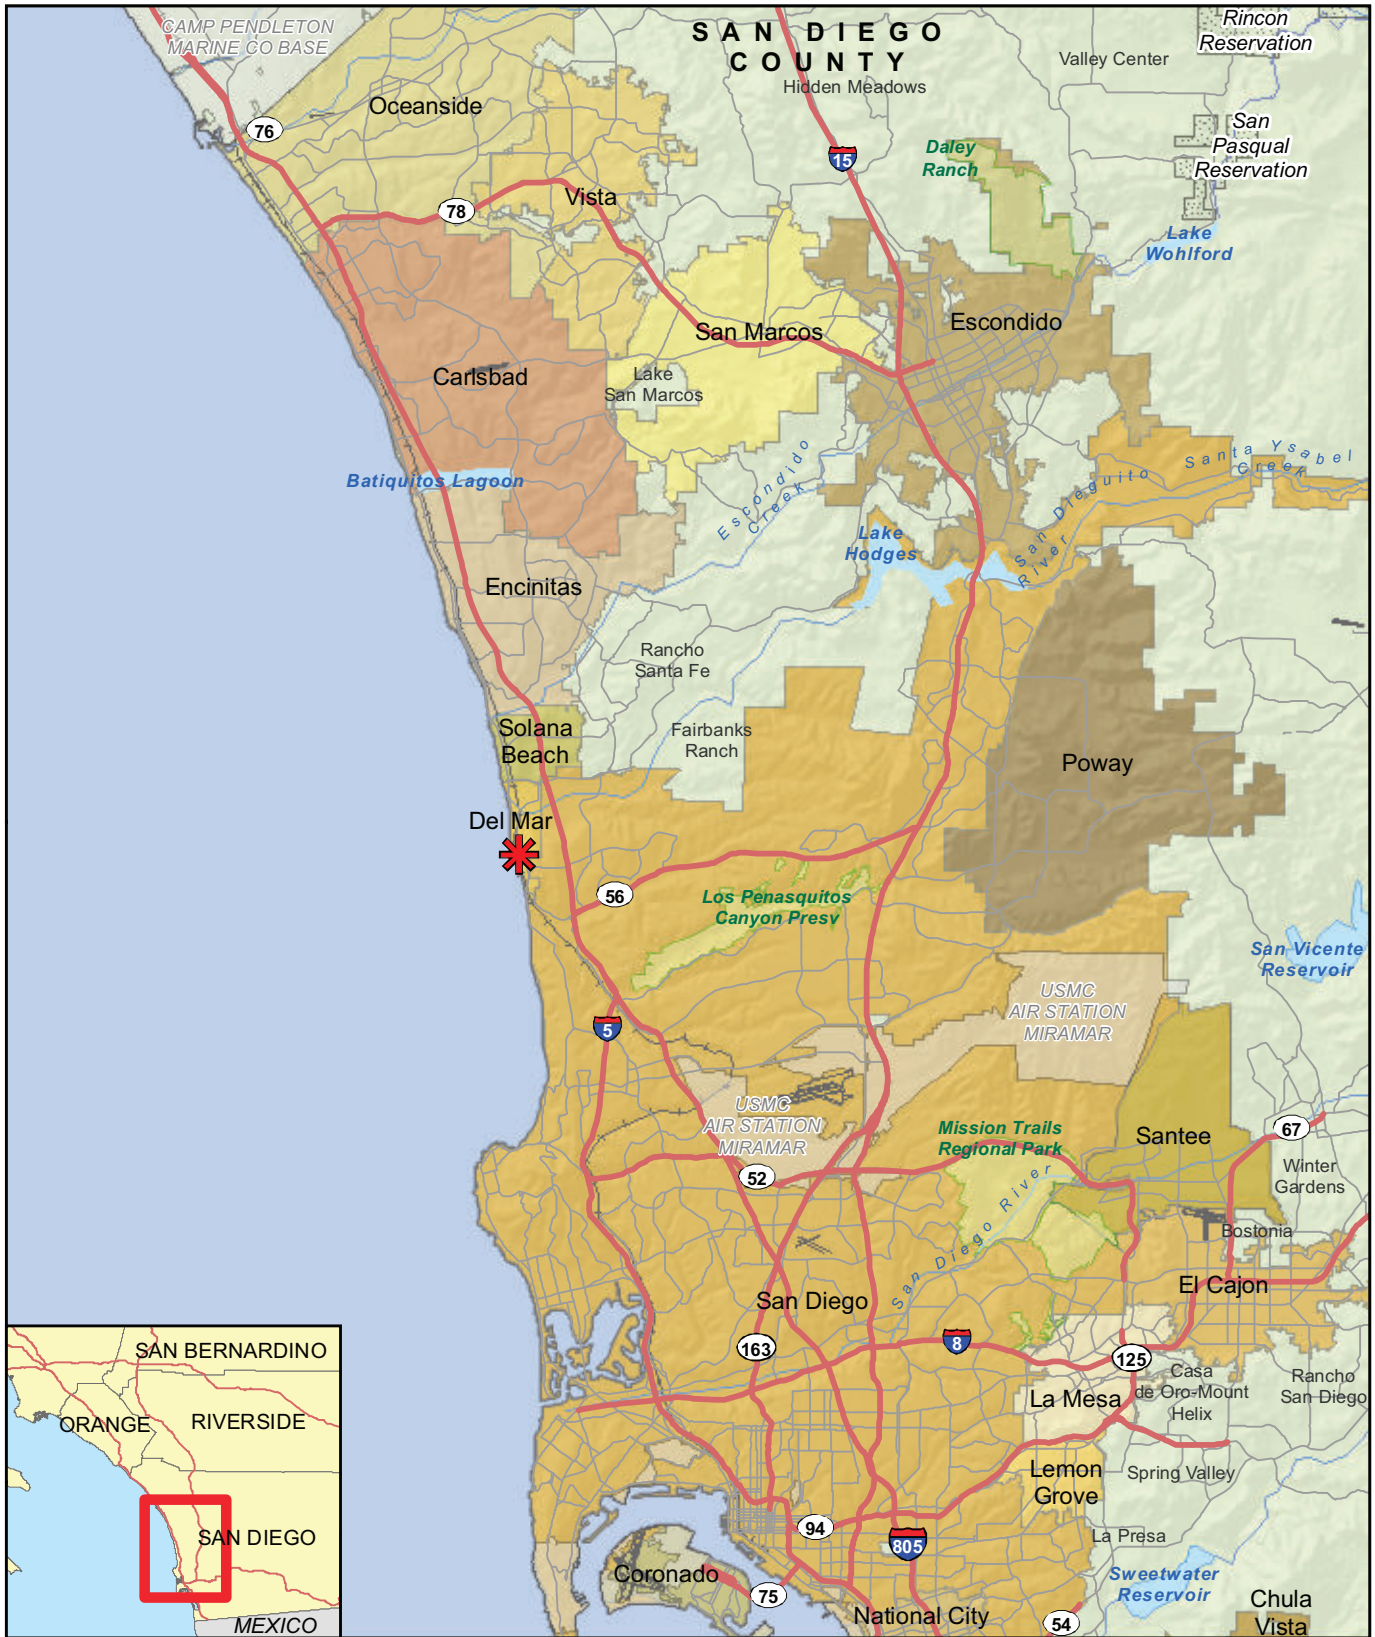 CAMP PENDLETON
MARINE CO BASE
SAN DIEGO
COUNTY
Hidden Meadows
Valley Center
Rincon
Reservation
Oceanside
76
15
Daley
Ranch
San
Pasqual
Reservation
78
Vista
Lake
Wohlford
San Marcos
Escondido
Carlsbad
Lake
San Marcos
Batiquitos Lagoon
Escondido
Creek
Santa Ysabel
Creek
San Dieguito
River
Lake
Hodges
Encinitas
Rancho
Santa Fe
Solana
Beach
Fairbanks
Ranch
Poway
Del Mar
56
Los Penasquitos
Canyon Presv
San Vicente
Reservoir
USMC
AIR STATION
MIRAMAR
5
USMC
AIR STATION
MIRAMAR
Mission Trails
Regional Park
Santee
67
52
Winter
Gardens
San Diego River
Bostonia
El Cajon
San Diego
163
8
125
Casa
de Oro-Mount
Helix
Rancho
San Diego
La Mesa
Lemon
Grove
Spring Valley
94
805
La Presa
Coronado
75
Sweetwater
Reservoir
National City
54
Chula
Vista
SAN BERNARDINO
ORANGE
RIVERSIDE
SAN DIEGO
MEXICO